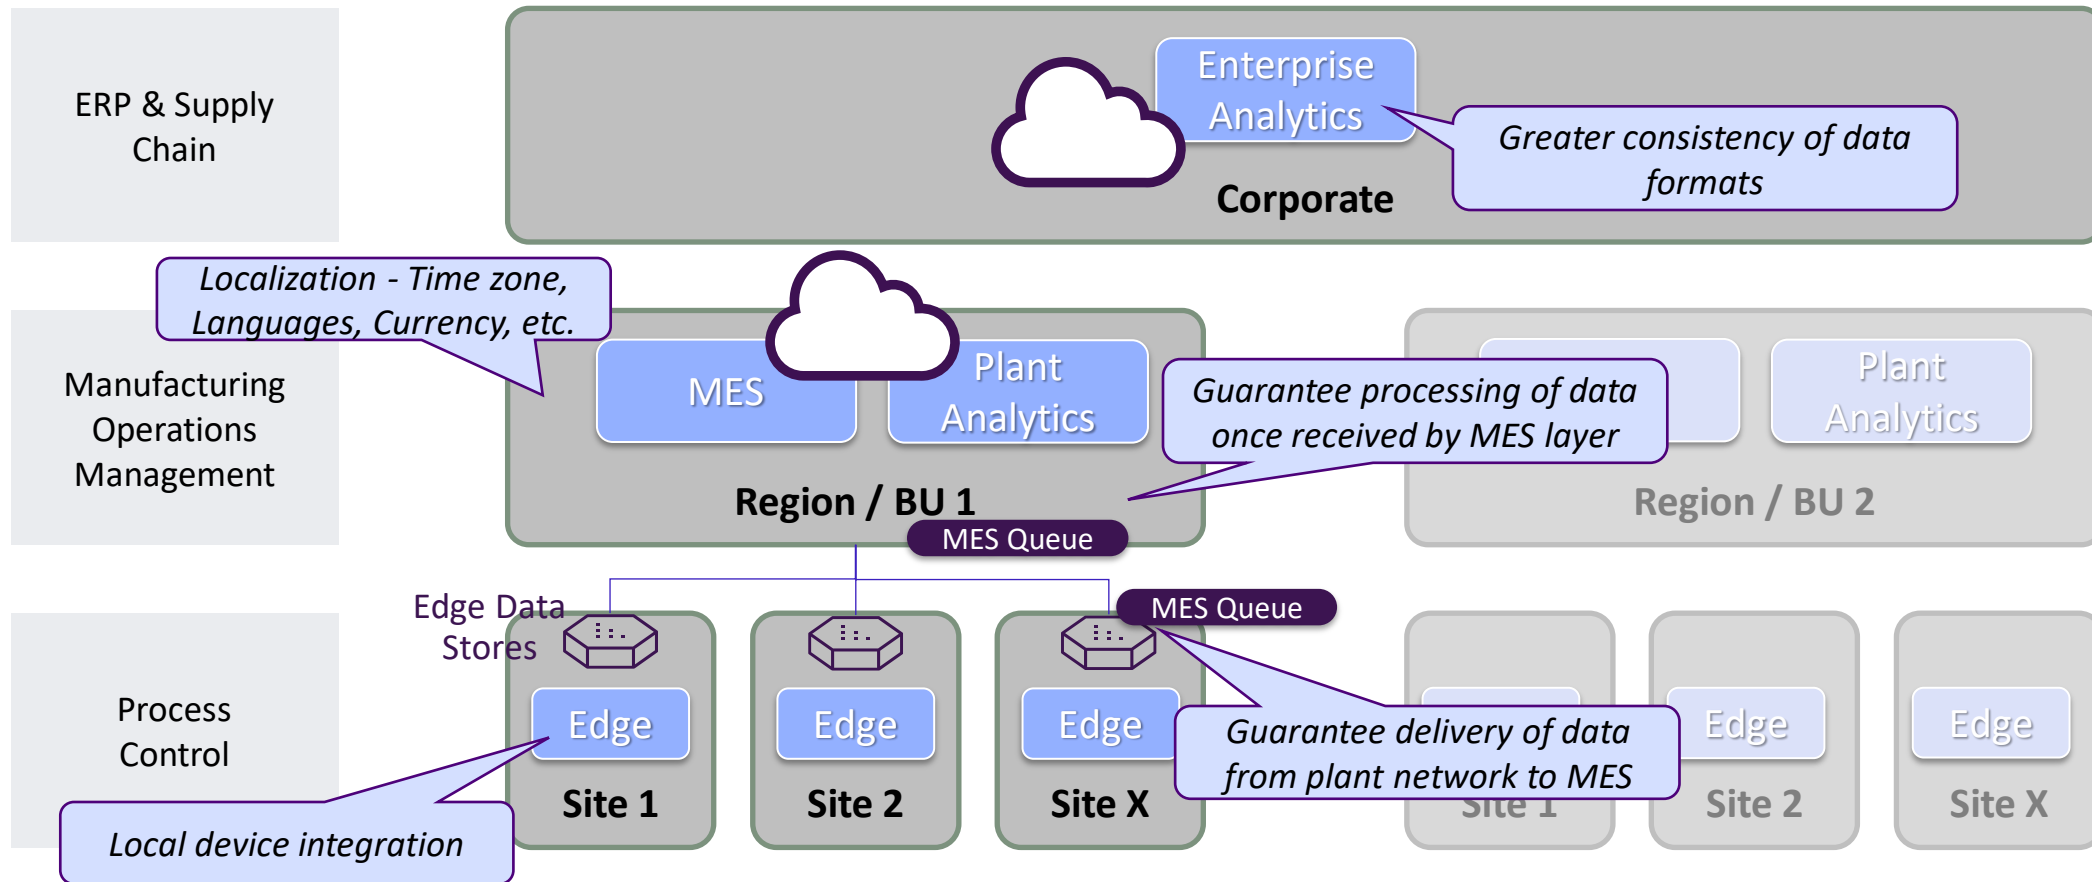 ERP & Supply
Chain
Enterprise
Analytics
Greater consistency of data
formats
Corporate
Localization - Time zone,
Languages, Currency, etc.
Manufacturing
Operations
Management
MES
Plant
Analytics
Guarantee processing of data
once received by MES layer
Region / BU 1
MES Queue
Plant
Analytics
Region / BU 2
Process
Control
Edge Data
Stores
MES Queue
Edge
Site 1
Edge
Site 2
Edge
Site X
Guarantee delivery of data
from plant network to MES
Local device integration
Site 1
Edge
Site 2
Edge
Site X